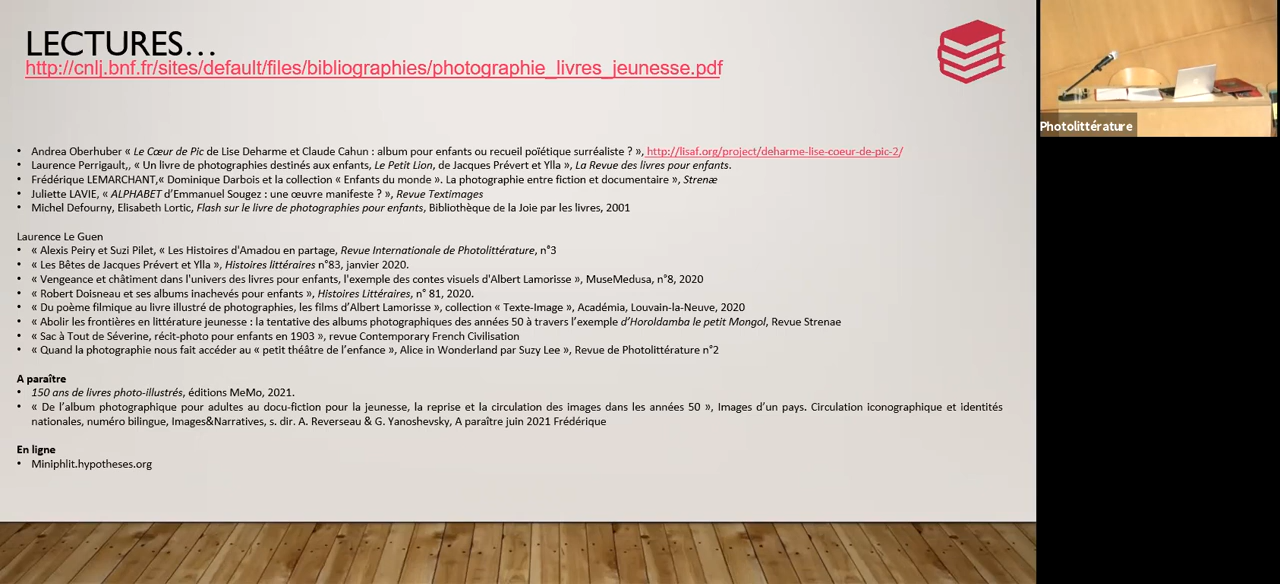 LECTURES…
http://cnlj.bnf.fr/sites/default/files/bibliographies/photographie_livres_jeunesse.pdf
• Andrea Oberhuber « Le Cœur de Pic de Lise Deharme et Claude Cahun : album pour enfants ou recueil poïétique surréaliste ? », http://lisaf.org/project/deharme-lise-coeur-de-pic-2/
• Laurence Perrigault,, « Un livre de photographies destinés aux enfants, Le Petit Lion, de Jacques Prévert et Ylla », La Revue des livres pour enfants.
• Frédérique LEMARCHANT,« Dominique Darbois et la collection « Enfants du monde ». La photographie entre fiction et documentaire », Strenæ
• Juliette LAVIE, « ALPHABET d'Emmanuel Sougez : une œuvre manifeste ? », Revue Textimages
• Michel Defourny, Elisabeth Lortic, Flash sur le livre de photographies pour enfants, Bibliothèque de la Joie par les livres, 2001
Laurence Le Guen
• « Alexis Peiry et Suzi Pilet, « Les Histoires d'Amadou en partage, Revue Internationale de Photolittérature, n°3
• « Les Bêtes de Jacques Prévert et Ylla », Histoires littéraires n°83, janvier 2020.
• « Vengeance et châtiment dans l'univers des livres pour enfants, l'exemple des contes visuels d'Albert Lamorisse », MuseMedusa, n°8, 2020
• « Robert Doisneau et ses albums inachevés pour enfants », Histoires Littéraires, n° 81, 2020.
• « Du poème filmique au livre illustré de photographies, les films d'Albert Lamorisse », collection « Texte-Image », Académia, Louvain-la-Neuve, 2020
• « Abolir les frontières en littérature jeunesse : la tentative des albums photographiques des années 50 à travers l'exemple d'Horoldamba le petit Mongol, Revue Strenae
• « Sac à Tout de Séverine, récit-photo pour enfants en 1903 », revue Contemporary French Civilisation
• « Quand la photographie nous fait accéder au « petit théâtre de l'enfance », Alice in Wonderland par Suzy Lee », Revue de Photolittérature n°2
A paraître
• 150 ans de livres photo-illustrés, éditions MeMo, 2021.
• « De l'album photographique pour adultes au docu-fiction pour la jeunesse, la reprise et la circulation des images dans les années 50 », Images d'un pays. Circulation iconographique et identités
nationales, numéro bilingue, Images&Narratives, s. dir. A. Reverseau & G. Yanoshevsky, A paraître juin 2021 Frédérique
En ligne
• Miniphlit.hypotheses.org
Photolittérature